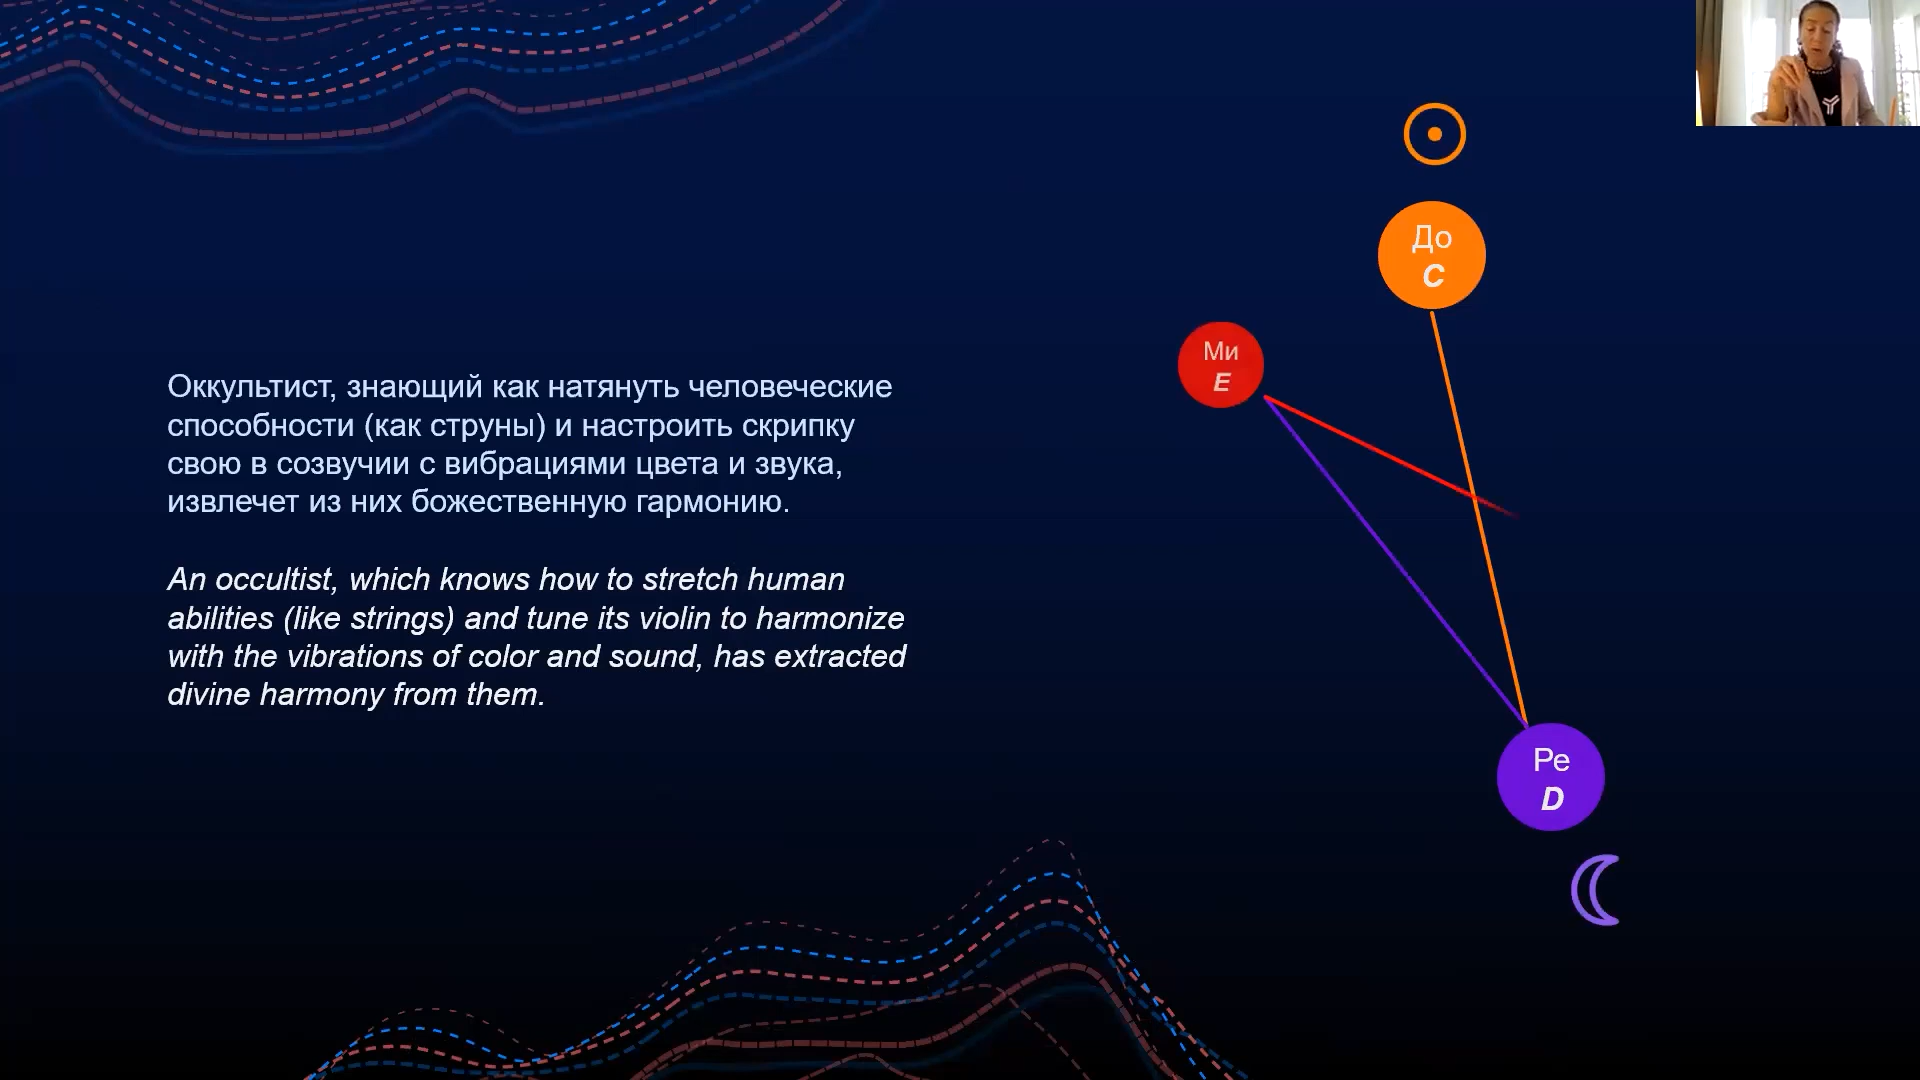 До
C
Ми
E
Оккультист, знающий как натянуть человеческие
способности (как струны) и настроить скрипку
свою в созвучии с вибрациями цвета и звука,
извлечет из них божественную гармонию.
An occultist, which knows how to stretch human
abilities (like strings) and tune its violin to harmonize
with the vibrations of color and sound, has extracted
divine harmony from them.
Ре
D